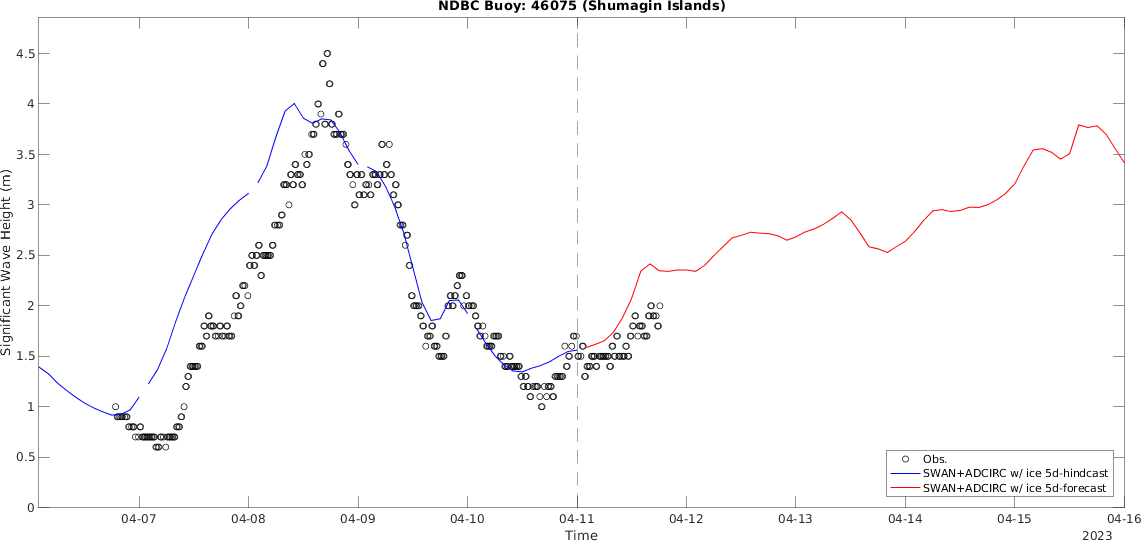 NDBC Buoy: 46075 (Shumagin Islands)
Significant Wave Height (m)
4.5
4
3.5
3
2.5
2
1.5
1
0.5
0
Obs.
SWAN+ADCIRC w/ ice 5d-hindcast
SWAN+ADCIRC w/ ice 5d-forecast
04-07 04-08 04-09 04-10 04-11 04-12 04-13 04-14 04-15 04-16
Time
2023